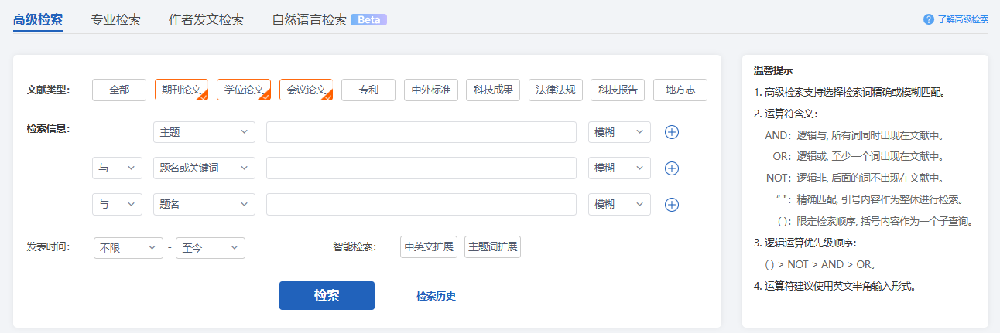 高级检索 专业检索 作者发文检索 自然语言检索 Beta ? 了解高级检索
文献类型： 全部 期刊论文 学位论文 会议论文 专利 中外标准 科技成果 法律法规 科技报告 地方志
检索信息： 主题 模糊
与 题名或关键词 模糊
与 题名 模糊
发表时间： 不限 - 至今 智能检索： 中英文扩展 主题词扩展
检索 检索历史
温馨提示
1. 高级检索支持选择检索词精确或模糊匹配。
2. 运算符含义：
AND：逻辑与, 所有词同时出现在文献中。
OR：逻辑或, 至少一个词出现在文献中。
NOT：逻辑非, 后面的词不出现在文献中。
“ "：精确匹配, 引号内容作为整体进行检索。
( )：限定检索顺序, 括号内容作为一个子查询。
3. 逻辑运算优先级顺序：
( ) > NOT > AND > OR。
4. 运算符建议使用英文半角输入形式。